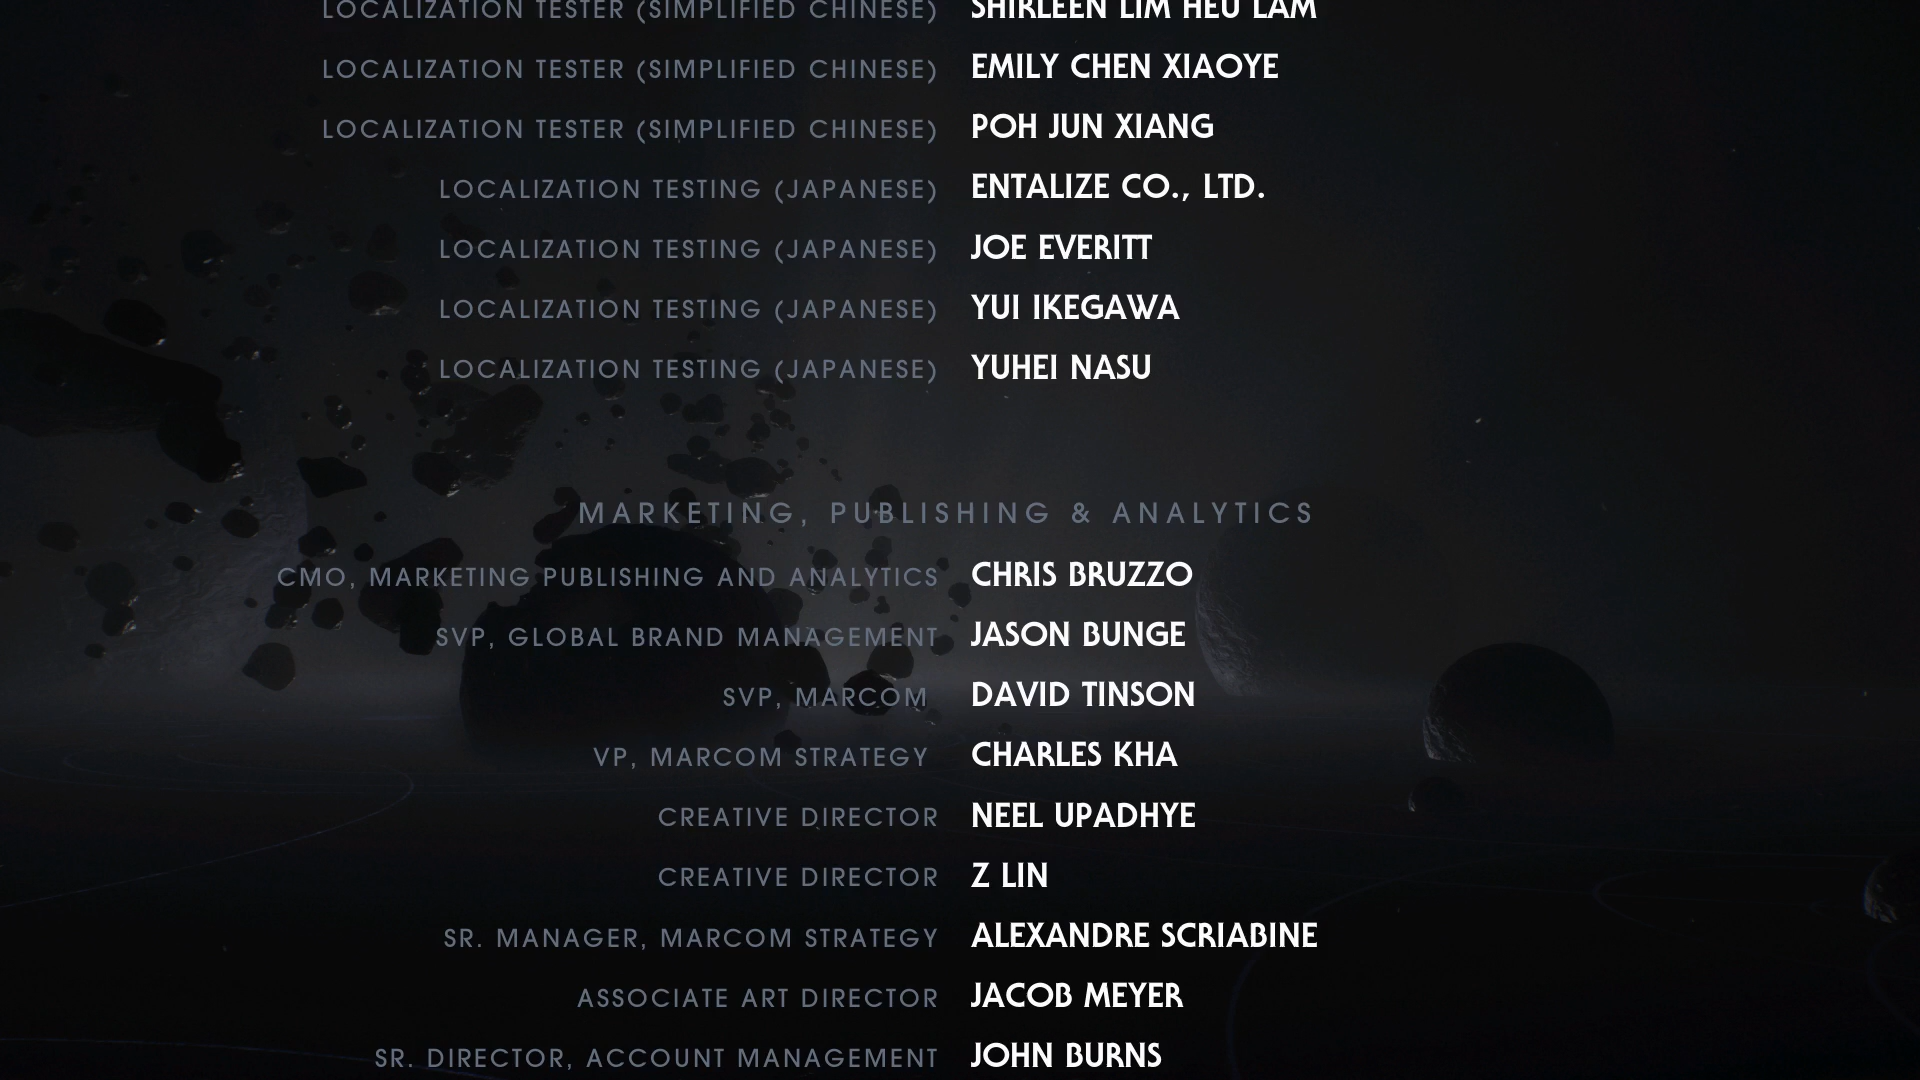 LOCALIZATION TESTER (SIMPLIFIED CHINESE) SHIRLEEN LIM HEU LAM
LOCALIZATION TESTER (SIMPLIFIED CHINESE) EMILY CHEN XIAOYE
LOCALIZATION TESTER (SIMPLIFIED CHINESE) POH JUN XIANG
LOCALIZATION TESTING (JAPANESE) ENTALIZE CO., LTD.
LOCALIZATION TESTING (JAPANESE) JOE EVERITT
LOCALIZATION TESTING (JAPANESE) YUI IKEGAWA
LOCALIZATION TESTING (JAPANESE) YUHEI NASU
MARKETING, PUBLISHING & ANALYTICS
CMO, MARKETING PUBLISHING AND ANALYTICS CHRIS BRUZZO
SVP, GLOBAL BRAND MANAGEMENT JASON BUNGE
SVP, MARCOM DAVID TINSON
VP, MARCOM STRATEGY CHARLES KHA
CREATIVE DIRECTOR NEEL UPADHYE
CREATIVE DIRECTOR Z LIN
SR. MANAGER, MARCOM STRATEGY ALEXANDRE SCRIABINE
ASSOCIATE ART DIRECTOR JACOB MEYER
SR. DIRECTOR, ACCOUNT MANAGEMENT JOHN BURNS